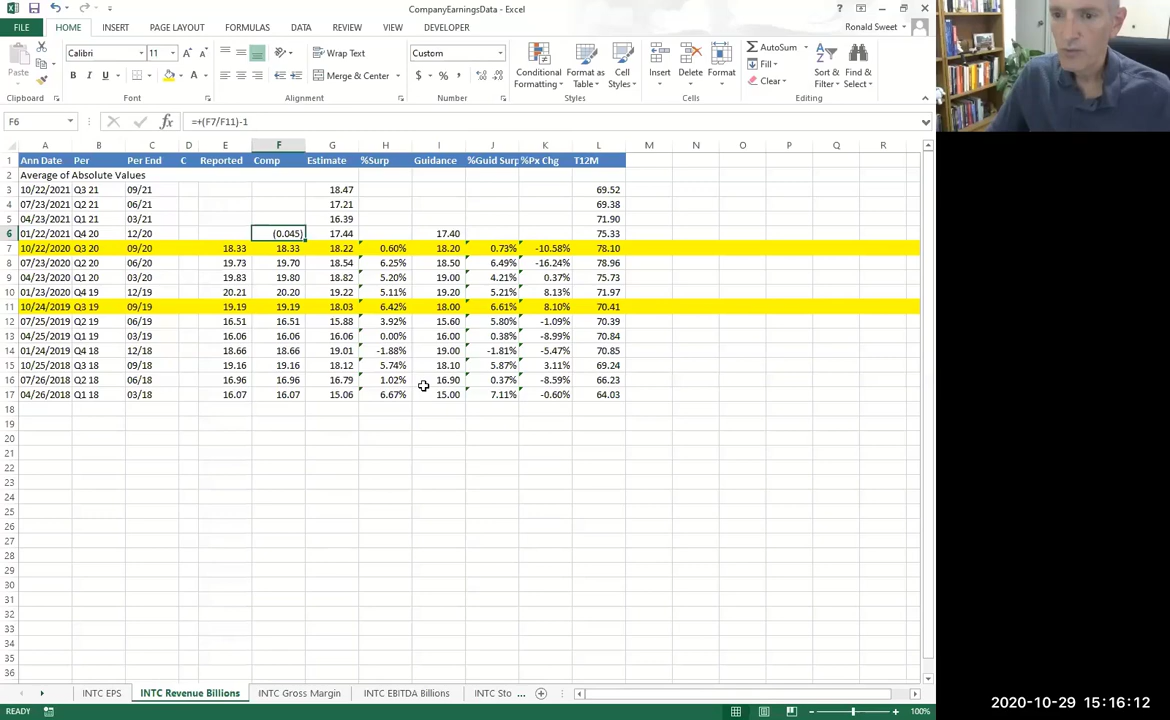 CompanyEarningsData - Excel
FILE HOME INSERT PAGE LAYOUT FORMULAS DATA REVIEW VIEW DEVELOPER Ronald Sweet
Paste Calibri 11 Wrap Text Custom AutoSum
B I U Merge & Center $ % Conditional Formatting Format as Table Cell Styles Insert Delete Format Fill Clear Sort & Filter Find & Select
Clipboard Font Alignment Number Styles Cells Editing
F6 fx =+(F7/F11)-1
A B C D E F G H I J K L M N O P Q R
1 Ann Date Per Per End C Reported Comp Estimate %Surp Guidance %Guid Surp %Px Chg T12M
2 Average of Absolute Values
3 10/22/2021 Q3 21 09/21 18.47 69.52
4 07/23/2021 Q2 21 06/21 17.21 69.38
5 04/23/2021 Q1 21 03/21 16.39 71.90
6 01/22/2021 Q4 20 12/20 (0.045) 17.44 17.40 75.33
7 10/22/2020 Q3 20 09/20 18.33 18.33 18.22 0.60% 18.20 0.73% -10.58% 78.10
8 07/23/2020 Q2 20 06/20 19.73 19.70 18.54 6.25% 18.50 6.49% -16.24% 78.96
9 04/23/2020 Q1 20 03/20 19.83 19.80 18.82 5.20% 19.00 4.21% 0.37% 75.73
10 01/23/2020 Q4 19 12/19 20.21 20.20 19.22 5.11% 19.20 5.21% 8.13% 71.97
11 10/24/2019 Q3 19 09/19 19.19 19.19 18.03 6.42% 18.00 6.61% 8.10% 70.41
12 07/25/2019 Q2 19 06/19 16.51 16.51 15.88 3.92% 15.60 5.80% -1.09% 70.39
13 04/25/2019 Q1 19 03/19 16.06 16.06 16.06 0.00% 16.00 0.38% -8.99% 70.84
14 01/24/2019 Q4 18 12/18 18.66 18.66 19.01 -1.88% 19.00 -1.81% -5.47% 70.85
15 10/25/2018 Q3 18 09/18 19.16 19.16 18.12 5.74% 18.10 5.87% 3.11% 69.24
16 07/26/2018 Q2 18 06/18 16.96 16.96 16.79 1.02% 16.90 0.37% -8.59% 66.23
17 04/26/2018 Q1 18 03/18 16.07 16.07 15.06 6.67% 15.00 7.11% -0.60% 64.03
18
19
20
21
22
23
24
25
26
27
28
29
30
31
32
33
34
35
36
INTC EPS INTC Revenue Billions INTC Gross Margin INTC EBITDA Billions INTC Sto ...
READY 100%
2020-10-29 15:16:12